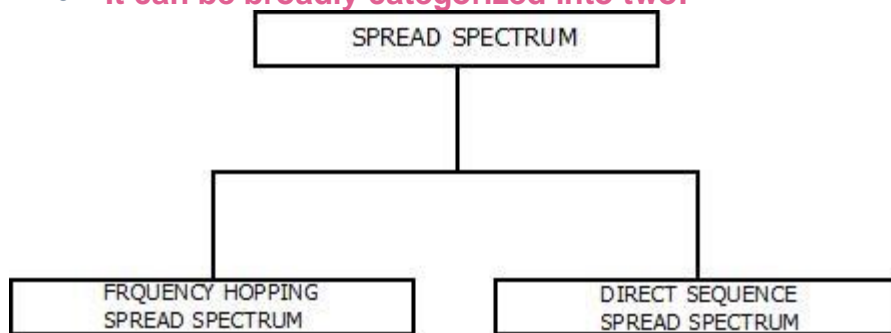 It can be broadly categorized into two:
SPREAD SPECTRUM
FRQUENCY HOPPING
SPREAD SPECTRUM
DIRECT SEQUENCE
SPREAD SPECTRUM